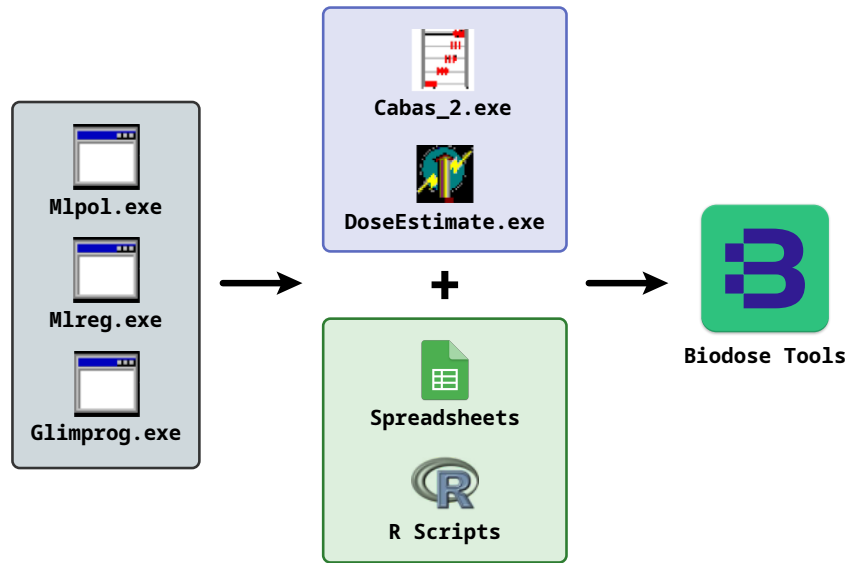 Mlpol.exe
Mlreg.exe
Glimprog.exe
Cabas_2.exe
DoseEstimate.exe
+
Spreadsheets
R
R Scripts
B
Biodose Tools